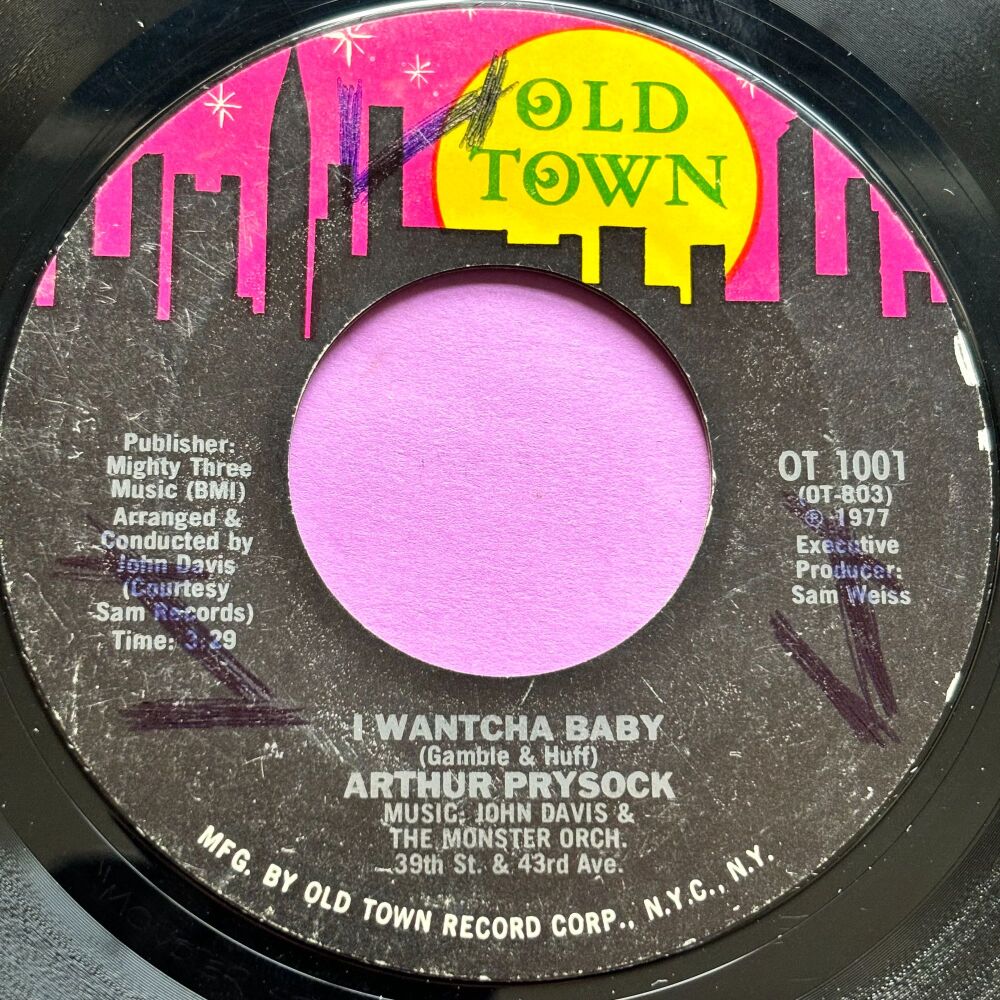 OLD
TOWN
Publisher:
Mighty Three
Music (BMI)
Arranged &
Conducted by
John Davis
(Courtesy
Sam Records)
Time: 3:29
OT 1001
(OT-803)
℗ 1977
Executive
Producer:
Sam Weiss
I WANTCHA BABY
(Gamble & Huff)
ARTHUR PRYSOCK
MUSIC: JOHN DAVIS &
THE MONSTER ORCH.
39th St. & 43rd Ave.
MFG. BY OLD TOWN RECORD CORP., N.Y.C., N.Y.